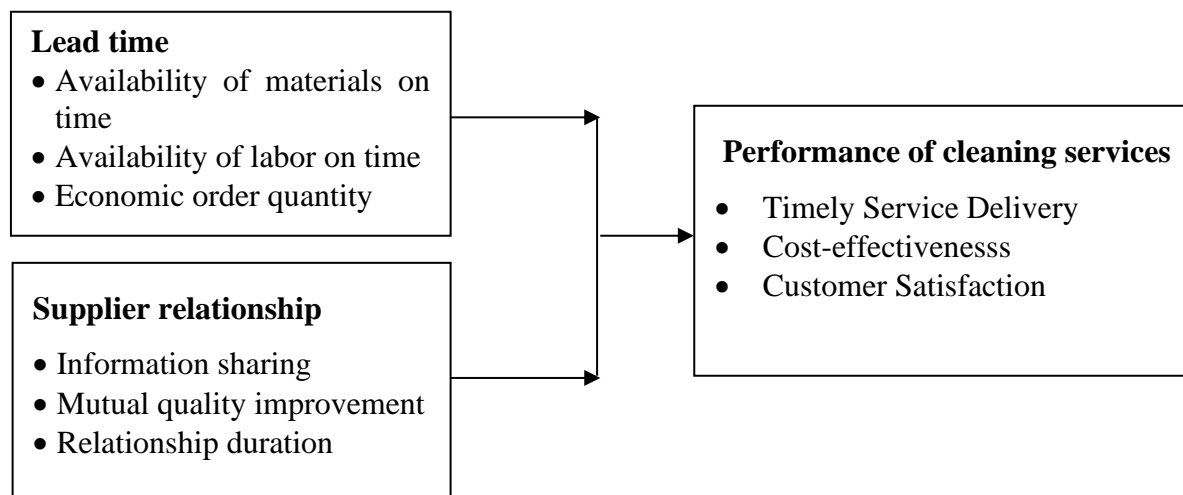 Lead time
• Availability of materials on
time
• Availability of labor on time
• Economic order quantity
Supplier relationship
• Information sharing
• Mutual quality improvement
• Relationship duration
Performance of cleaning services
• Timely Service Delivery
• Cost-effectivenesss
• Customer Satisfaction